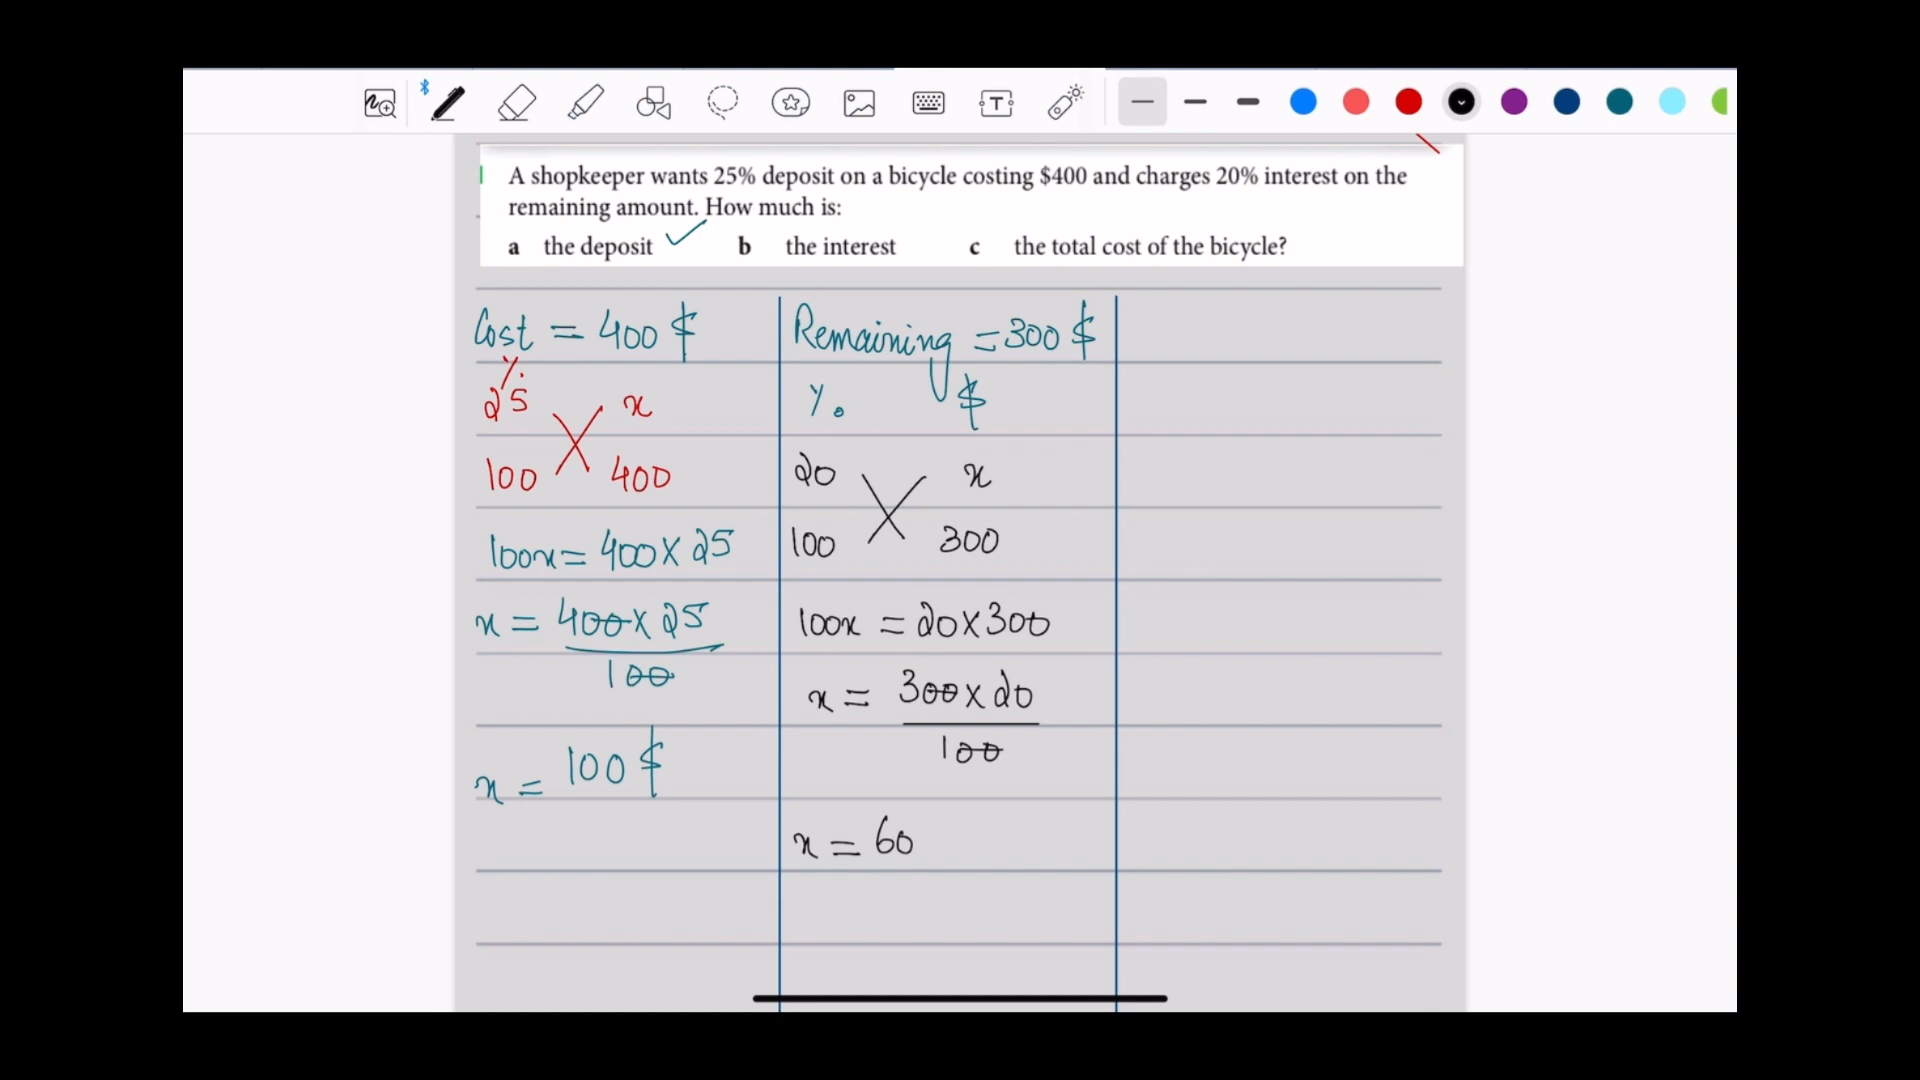 A shopkeeper wants 25% deposit on a bicycle costing $400 and charges 20% interest on the
remaining amount. How much is:
a the deposit b the interest c the total cost of the bicycle?
Cost = 400 $
%
25 x
100 400
100x = 400 X 25
x = 400 X 25
100
x = 100 $
Remaining = 300 $
% $
20 x
100 300
100x = 20 X 300
x = 300 X 20
100
x = 60